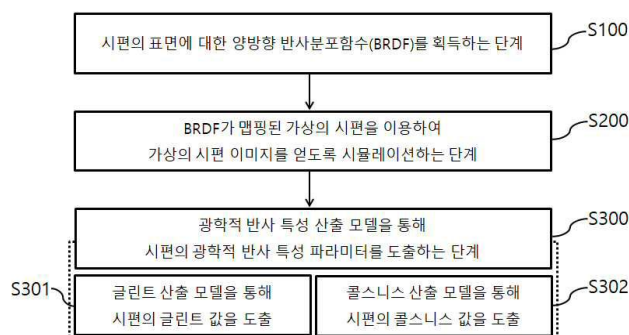 시편의 표면에 대한 양방향 반사분포함수(BRDF)를 획득하는 단계
S100
BRDF가 맵핑된 가상의 시편을 이용하여
가상의 시편 이미지를 얻도록 시뮬레이션하는 단계
S200
광학적 반사 특성 산출 모델을 통해
시편의 광학적 반사 특성 파라미터를 도출하는 단계
S300
S301
글린트 산출 모델을 통해
시편의 글린트 값을 도출
콜스니스 산출 모델을 통해
시편의 콜스니스 값을 도출
S302